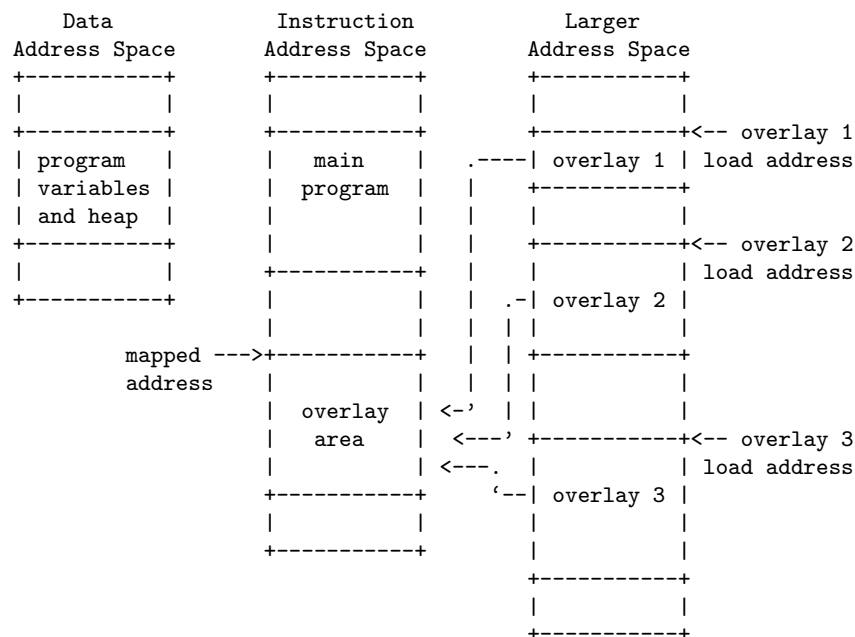 Data             Instruction            Larger
Address Space       Address Space        Address Space
+-----------+       +-----------+        +-----------+
|           |       |           |        |           |
+-----------+       +-----------+        +-----------+<-- overlay 1
| program   |       |   main    |   .----| overlay 1 | load address
| variables |       |  program  |   |    +-----------+
| and heap  |       |           |   |    |           |
+-----------+       |           |   |    +-----------+<-- overlay 2
|           |       +-----------+   |    |           | load address
+-----------+       |           |   |  .-| overlay 2 |
                    |           |   |  | |           |
         mapped --->+-----------+   |  | +-----------+
         address    |           |   |  | |           |
                    |  overlay  | <-'  | |           |
                    |   area    |  <---' +-----------+<-- overlay 3
                    |           | <---.  |           | load address
                    +-----------+     ‘--| overlay 3 |
                    |           |        |           |
                    +-----------+        |           |
                                         +-----------+
                                         |           |
                                         +-----------+